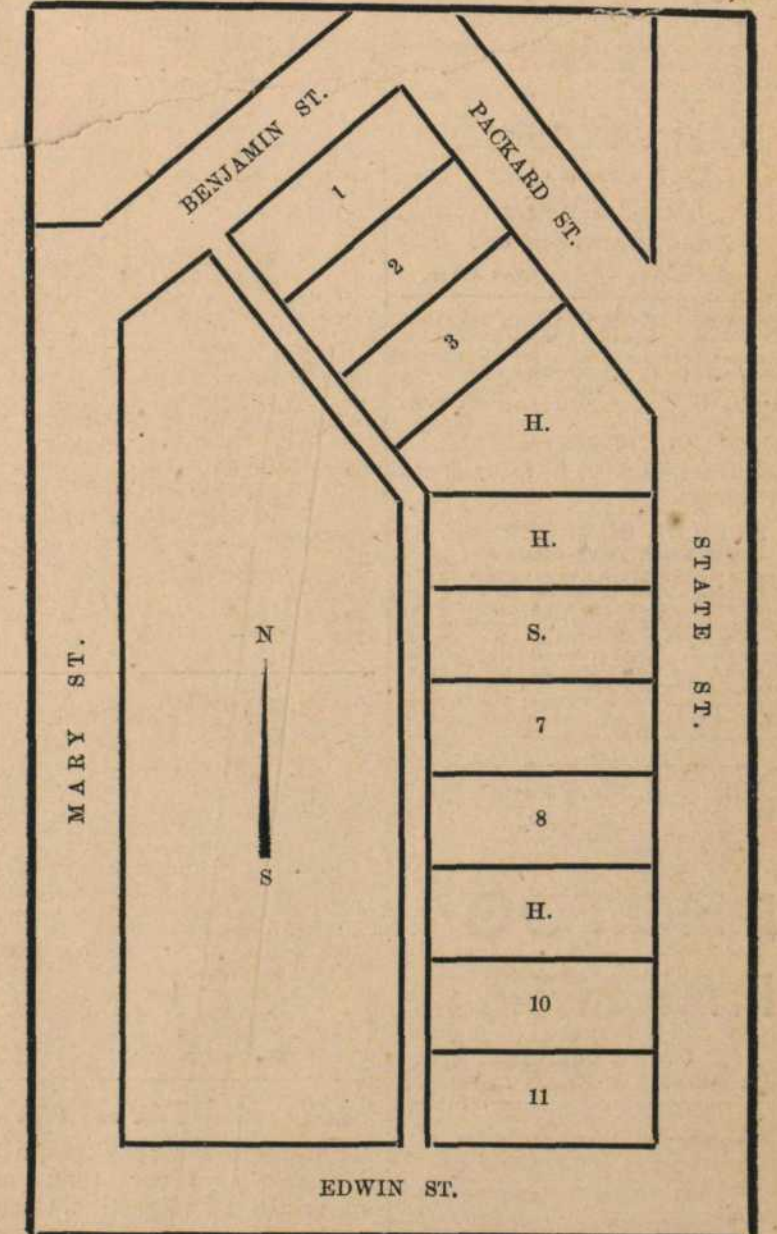 BENJAMIN ST.
PACKARD ST.
1
2
3
H.
H.
S.
7
8
H.
10
11
N
S
MARY ST.
STATE ST.
EDWIN ST.